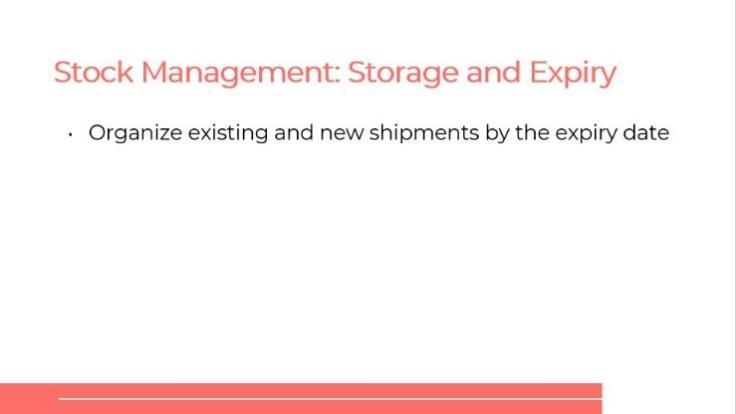 Stock Management: Storage and Expiry
• Organize existing and new shipments by the expiry date